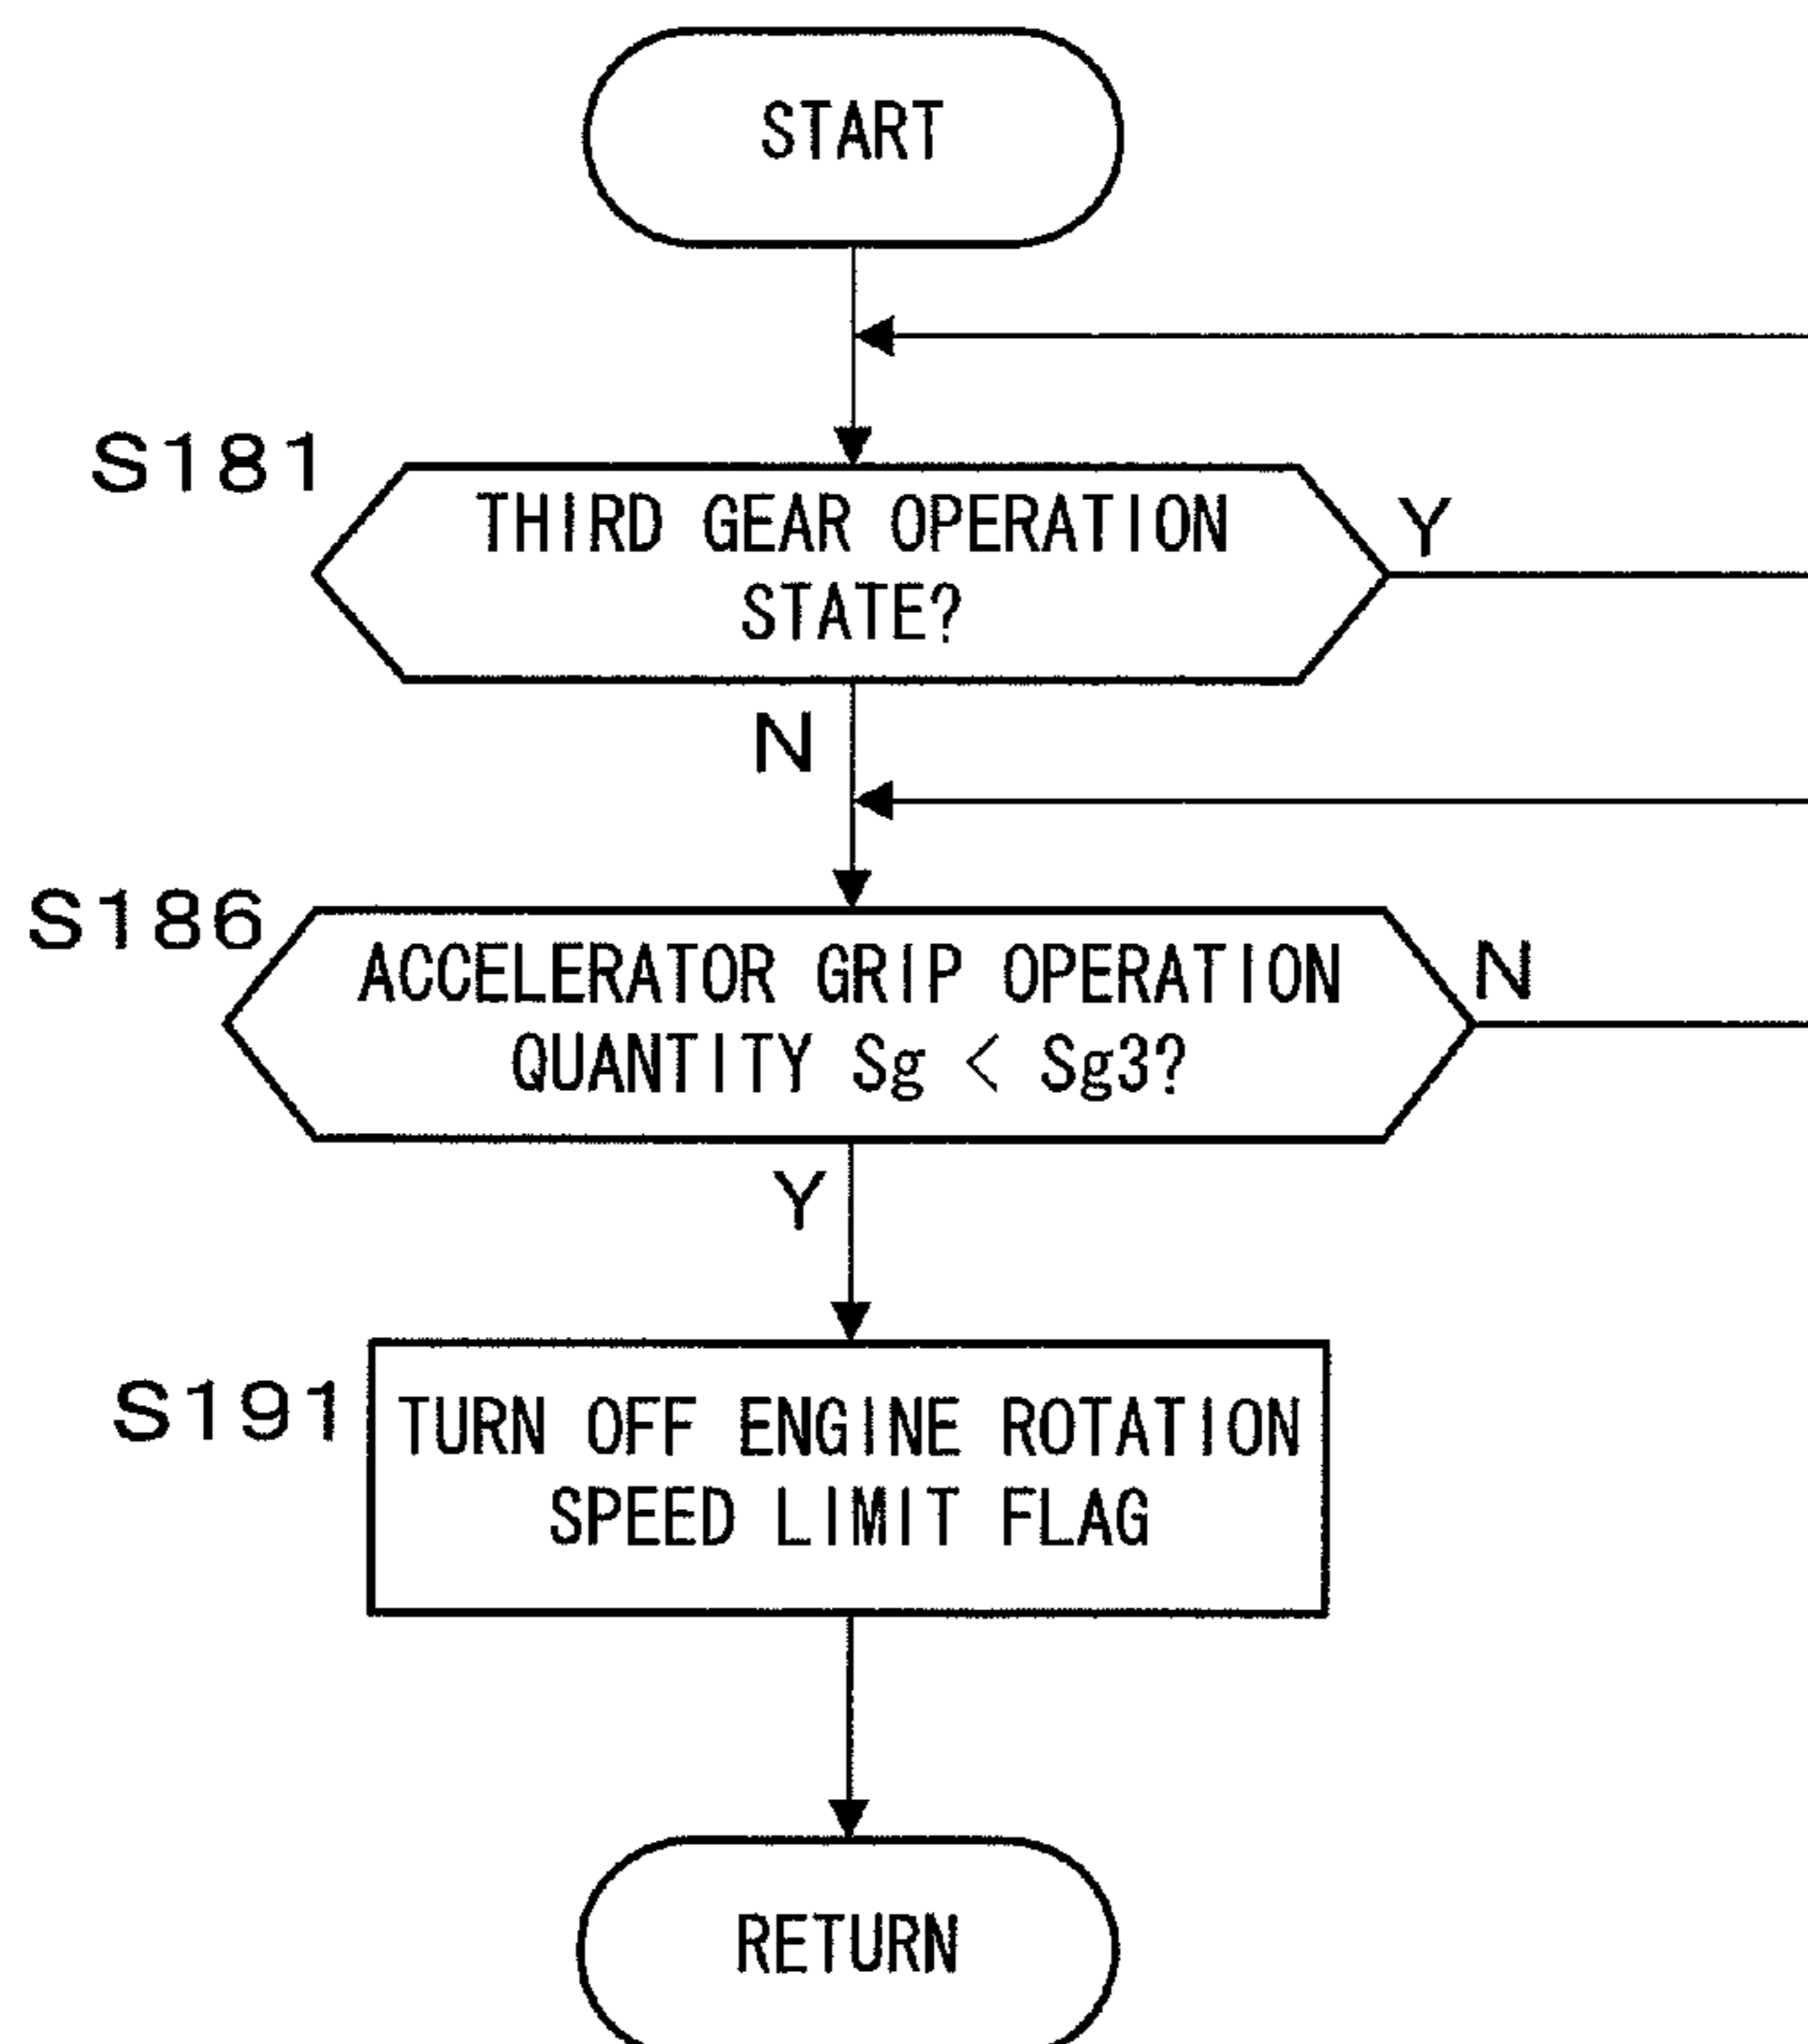 START
S181
THIRD GEAR OPERATION
STATE?
Y
N
S186
ACCELERATOR GRIP OPERATION
QUANTITY Sg < Sg3?
N
Y
S191
TURN OFF ENGINE ROTATION
SPEED LIMIT FLAG
RETURN